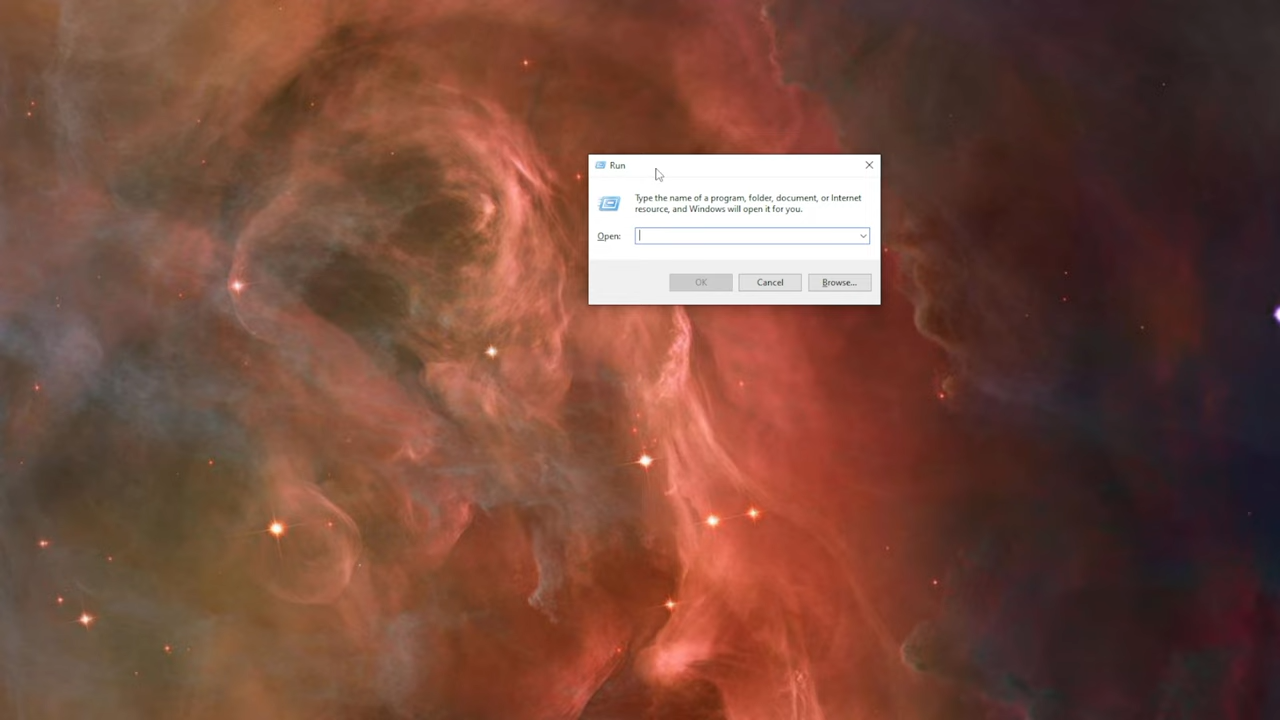 Run
Type the name of a program, folder, document, or Internet
resource, and Windows will open it for you.
Open:
OK Cancel Browse...